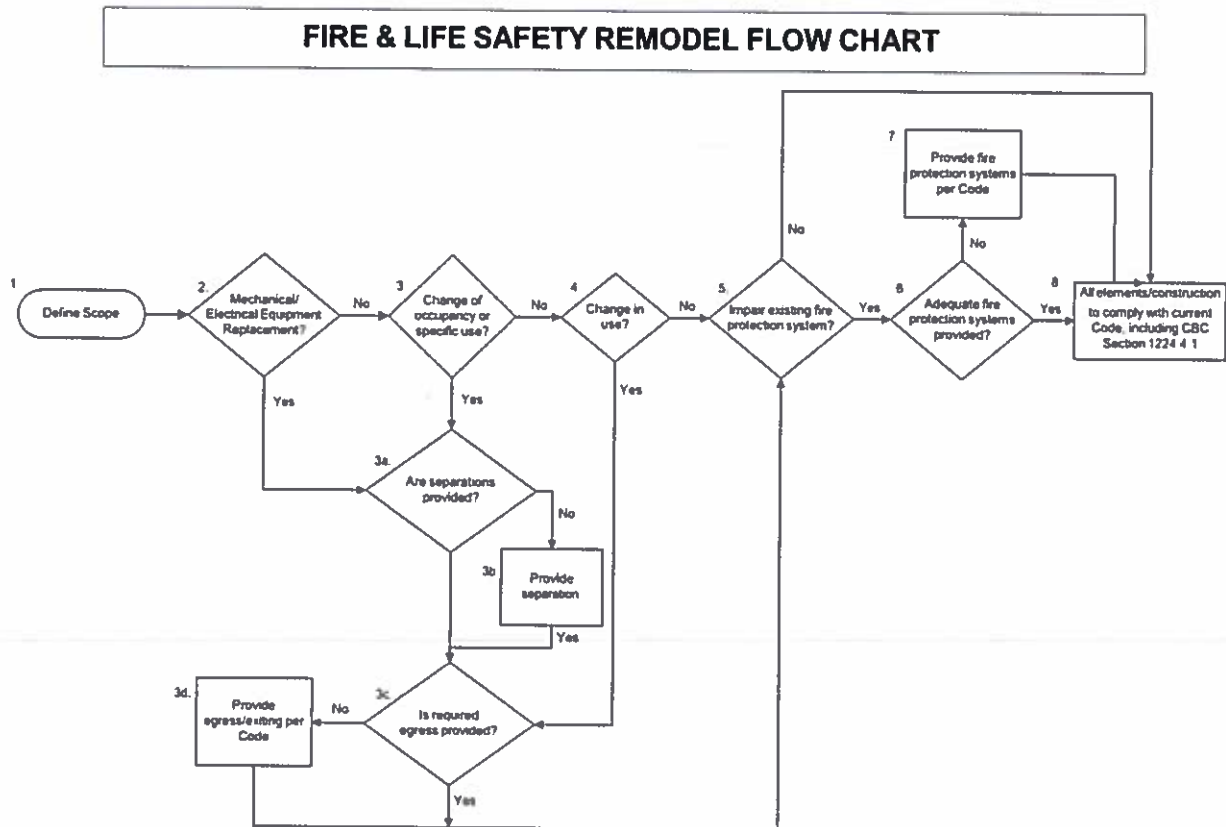 FIRE & LIFE SAFETY REMODEL FLOW CHART
1
Define Scope
2.
Mechanical/
Electrical Equipment
Replacement?
No
Yes
3
Change of
occupancy or
specific use?
No
Yes
4
Change in
use?
No
Yes
5.
Impair existing fire
protection system?
No
Yes
6
Adequate fire
protection systems
provided?
No
Yes
7
Provide fire
protection systems
per Code
8
All elements/construction
to comply with current
Code, including CBC
Section 1224 4 1
3a.
Are separations
provided?
No
3b
Provide
separation
Yes
3c.
Is required
egress provided?
No
Yes
3d.
Provide
egress/exiting per
Code